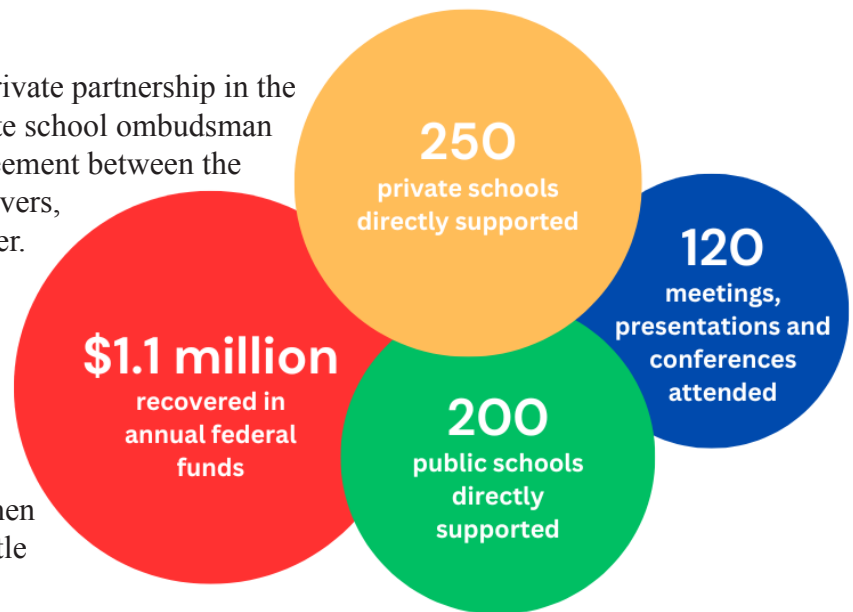 rivate partnership in the
te school ombudsman
eement between the
vers,
er.
250
private schools
directly supported
120
meetings,
presentations and
conferences
attended
$1.1 million
recovered in
annual federal
funds
200
public schools
directly
supported
hen
tle